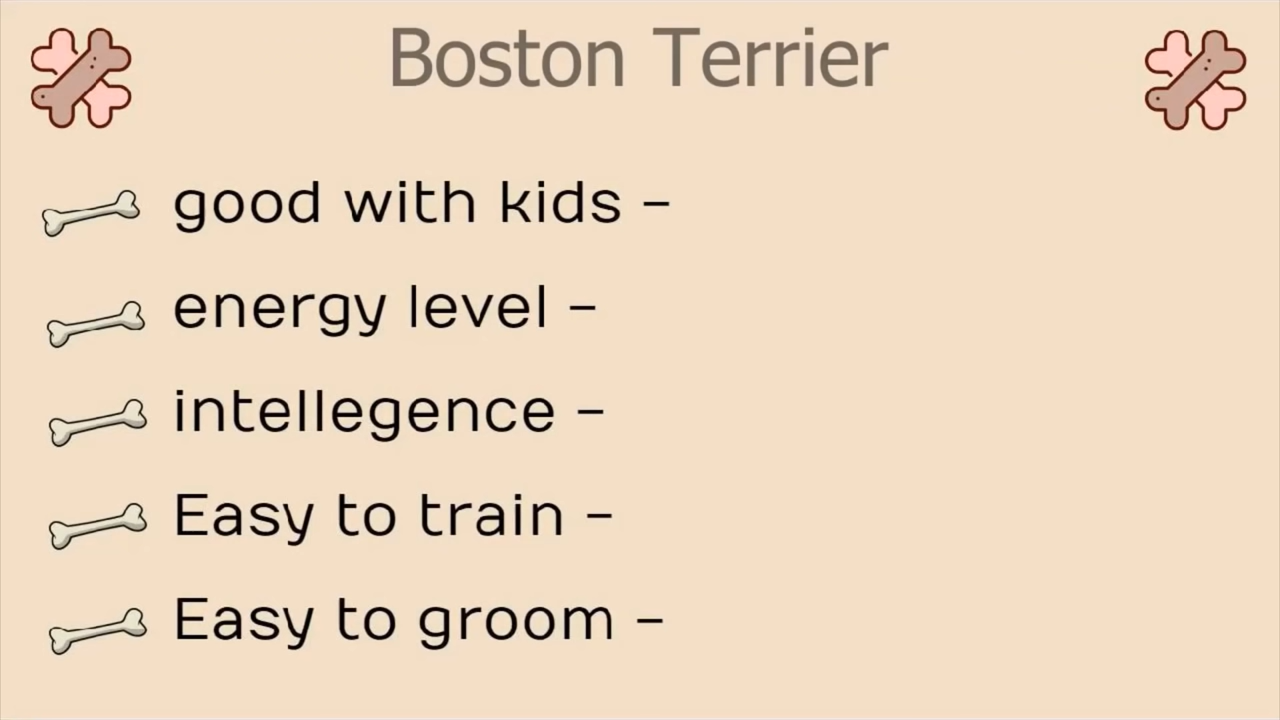 Boston Terrier
good with kids -
energy level -
intellegence -
Easy to train -
Easy to groom -